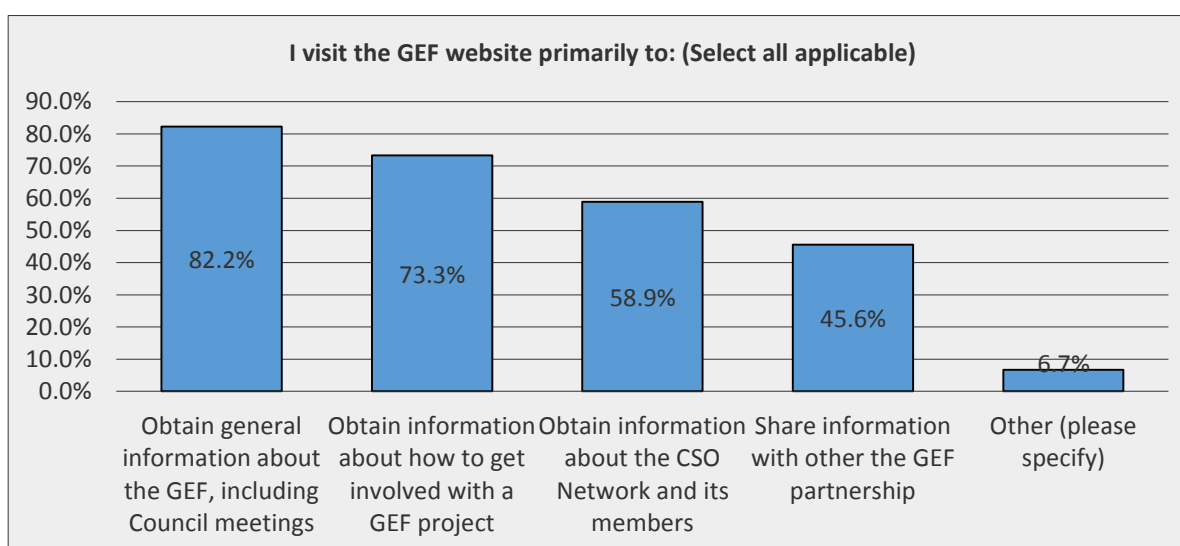 I visit the GEF website primarily to: (Select all applicable)
90.0%
80.0%
70.0%
60.0%
50.0%
40.0%
30.0%
20.0%
10.0%
0.0%
82.2%
73.3%
58.9%
45.6%
6.7%
Obtain general
information about
the GEF, including
Council meetings
Obtain information
about how to get
involved with a
GEF project
Obtain information
about the CSO
Network and its
members
Share information
with other the GEF
partnership
Other (please
specify)